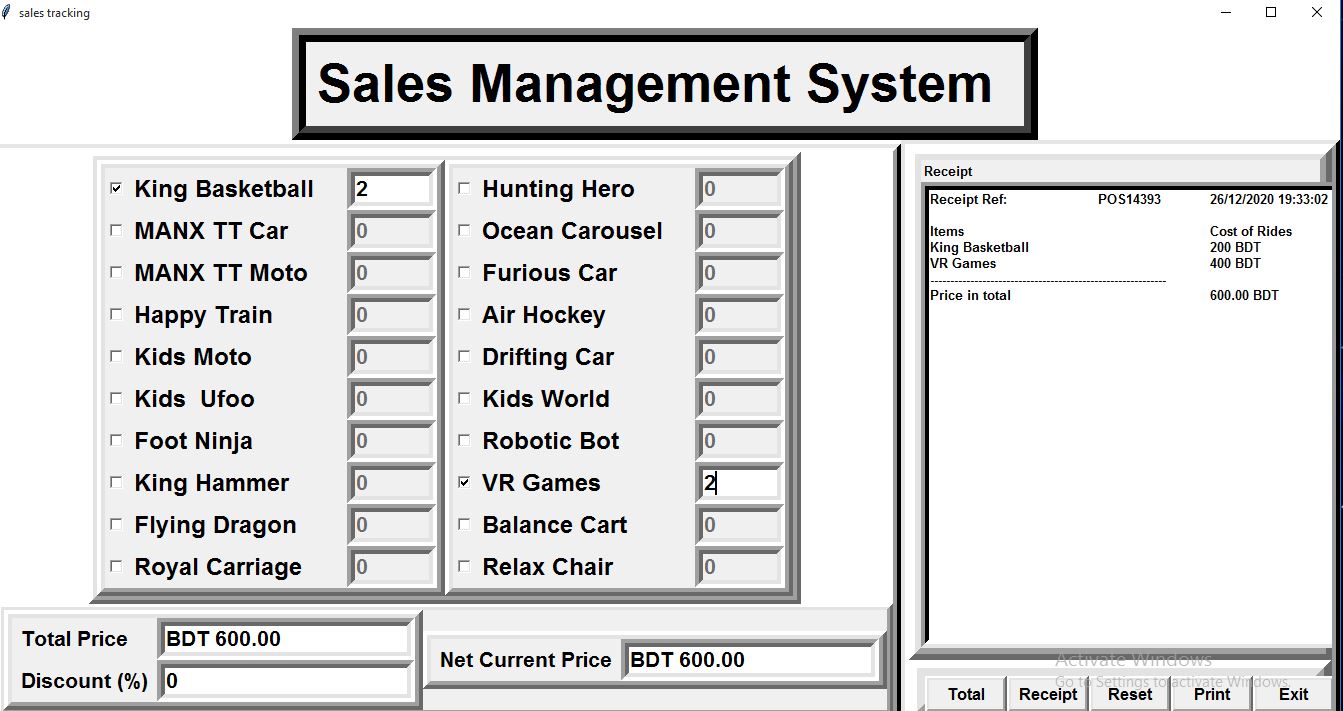 sales tracking
Sales Management System
King Basketball 2
MANX TT Car 0
MANX TT Moto 0
Happy Train 0
Kids Moto 0
Kids  Ufoo 0
Foot Ninja 0
King Hammer 0
Flying Dragon 0
Royal Carriage 0
Hunting Hero 0
Ocean Carousel 0
Furious Car 0
Air Hockey 0
Drifting Car 0
Kids World 0
Robotic Bot 0
VR Games 2
Balance Cart 0
Relax Chair 0
Total Price BDT 600.00
Discount (%) 0
Net Current Price BDT 600.00
Receipt
Receipt Ref: POS14393 26/12/2020 19:33:02
Items Cost of Rides
King Basketball 200 BDT
VR Games 400 BDT
Price in total 600.00 BDT
Activate Windows
Go to Settings to activate Windows.
Total Receipt Reset Print Exit